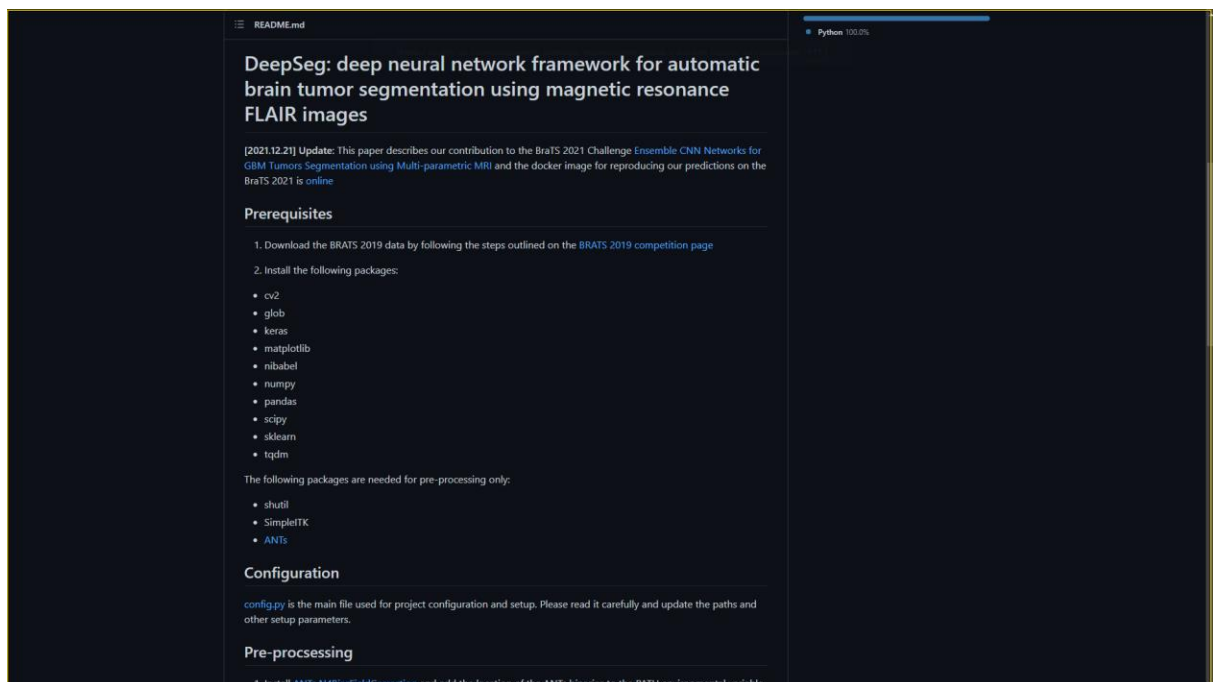 README.md
Python 100.0%
DeepSeg: deep neural network framework for automatic
brain tumor segmentation using magnetic resonance
FLAIR images
[2021.12.21] Update: This paper describes our contribution to the BraTS 2021 Challenge Ensemble CNN Networks for
GBM Tumors Segmentation using Multi-parametric MRI and the docker image for reproducing our predictions on the
BraTS 2021 is online
Prerequisites
1. Download the BRATS 2019 data by following the steps outlined on the BRATS 2019 competition page
2. Install the following packages:
• cv2
• glob
• keras
• matplotlib
• nibabel
• numpy
• pandas
• scipy
• sklearn
• tqdm
The following packages are needed for pre-processing only:
• shutil
• SimpleITK
• ANTs
Configuration
config.py is the main file used for project configuration and setup. Please read it carefully and update the paths and
other setup parameters.
Pre-procsessing